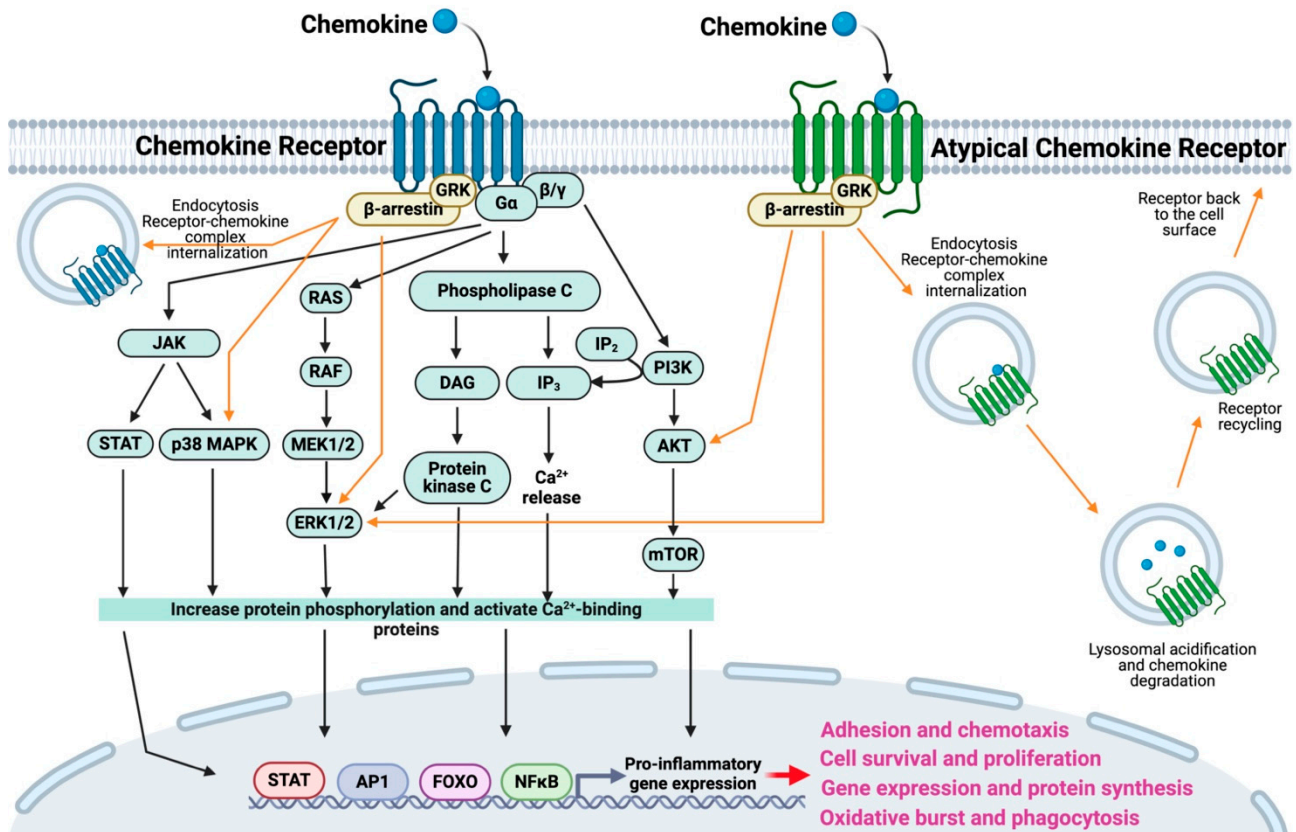 Chemokine
Chemokine
Chemokine Receptor
Atypical Chemokine Receptor
GRK
β-arrestin
Gα
β/γ
GRK
β-arrestin
Endocytosis
Receptor-chemokine
complex
internalization
Endocytosis
Receptor-chemokine
complex
internalization
Receptor back
to the cell
surface
RAS
Phospholipase C
JAK
RAF
DAG
IP₂
IP₃
PI3K
STAT
p38 MAPK
MEK1/2
AKT
Protein
kinase C
Ca²⁺
release
ERK1/2
mTOR
Receptor
recycling
Lysosomal acidification
and chemokine
degradation
Increase protein phosphorylation and activate Ca²⁺-binding
proteins
STAT
AP1
FOXO
NFκB
Pro-inflammatory
gene expression
Adhesion and chemotaxis
Cell survival and proliferation
Gene expression and protein synthesis
Oxidative burst and phagocytosis